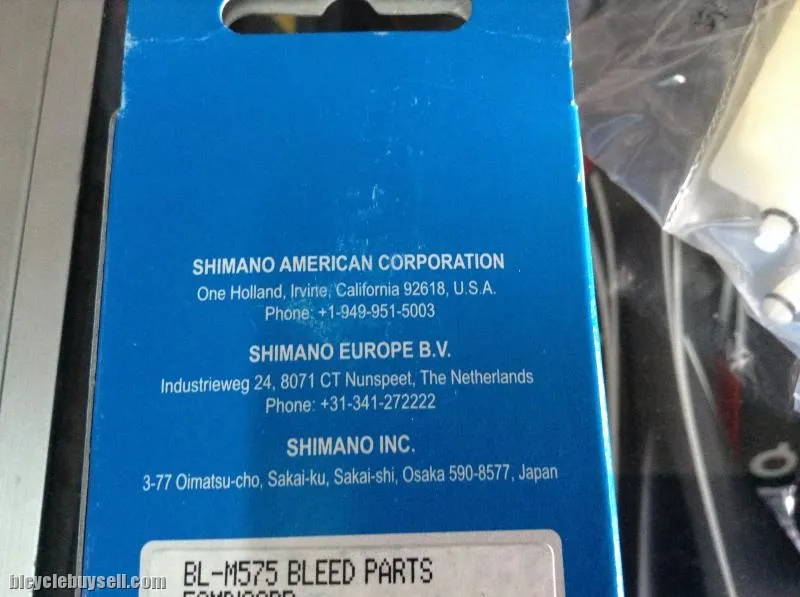 SHIMANO AMERICAN CORPORATION
One Holland, Irvine, California 92618, U.S.A.
Phone: +1-949-951-5003
SHIMANO EUROPE B.V.
Industrieweg 24, 8071 CT Nunspeet, The Netherlands
Phone: +31-341-272222
SHIMANO INC.
3-77 Oimatsu-cho, Sakai-ku, Sakai-shi, Osaka 590-8577, Japan
BL-M575 BLEED PARTS
bicyclebuysell.com